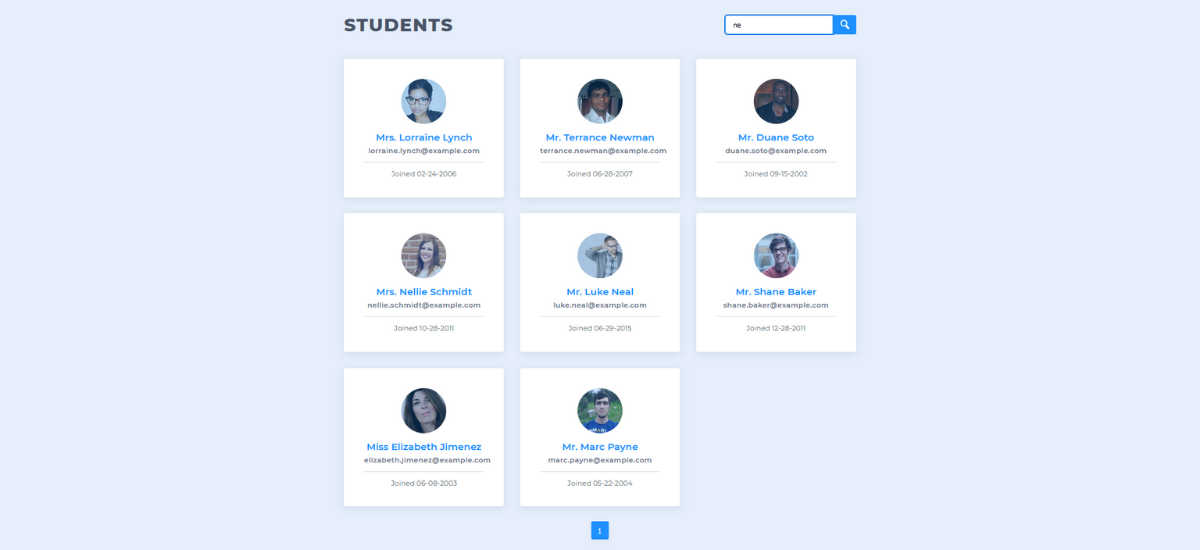 STUDENTS
ne
Mrs. Lorraine Lynch
lorraine.lynch@example.com
Joined 02-24-2006
Mr. Terrance Newman
terrance.newman@example.com
Joined 06-28-2007
Mr. Duane Soto
duane.soto@example.com
Joined 09-15-2002
Mrs. Nellie Schmidt
nellie.schmidt@example.com
Joined 10-28-2011
Mr. Luke Neal
luke.neal@example.com
Joined 06-29-2015
Mr. Shane Baker
shane.baker@example.com
Joined 12-28-2011
Miss Elizabeth Jimenez
elizabeth.jimenez@example.com
Joined 06-08-2003
Mr. Marc Payne
marc.payne@example.com
Joined 05-22-2004
1